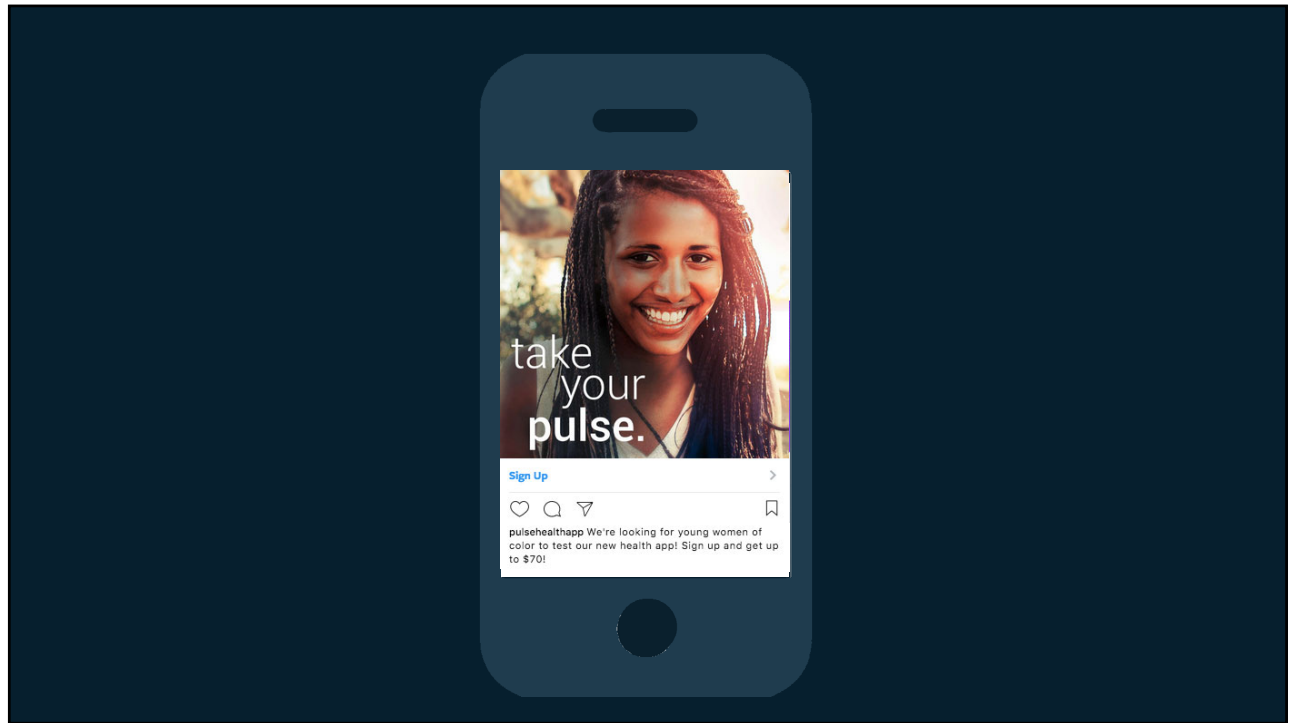 take
your
pulse.
Sign Up
pulsehealthapp We're looking for young women of
color to test our new health app! Sign up and get up
to $70!